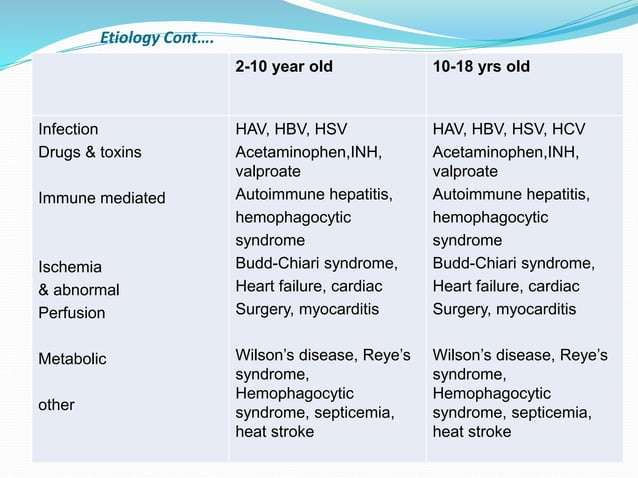 Etiology Cont….
2-10 year old
10-18 yrs old
Infection
Drugs & toxins
Immune mediated
Ischemia
& abnormal
Perfusion
Metabolic
other
HAV, HBV, HSV
Acetaminophen,INH,
valproate
Autoimmune hepatitis,
hemophagocytic
syndrome
Budd-Chiari syndrome,
Heart failure, cardiac
Surgery, myocarditis
Wilson’s disease, Reye’s
syndrome,
Hemophagocytic
syndrome, septicemia,
heat stroke
HAV, HBV, HSV, HCV
Acetaminophen,INH,
valproate
Autoimmune hepatitis,
hemophagocytic
syndrome
Budd-Chiari syndrome,
Heart failure, cardiac
Surgery, myocarditis
Wilson’s disease, Reye’s
syndrome,
Hemophagocytic
syndrome, septicemia,
heat stroke